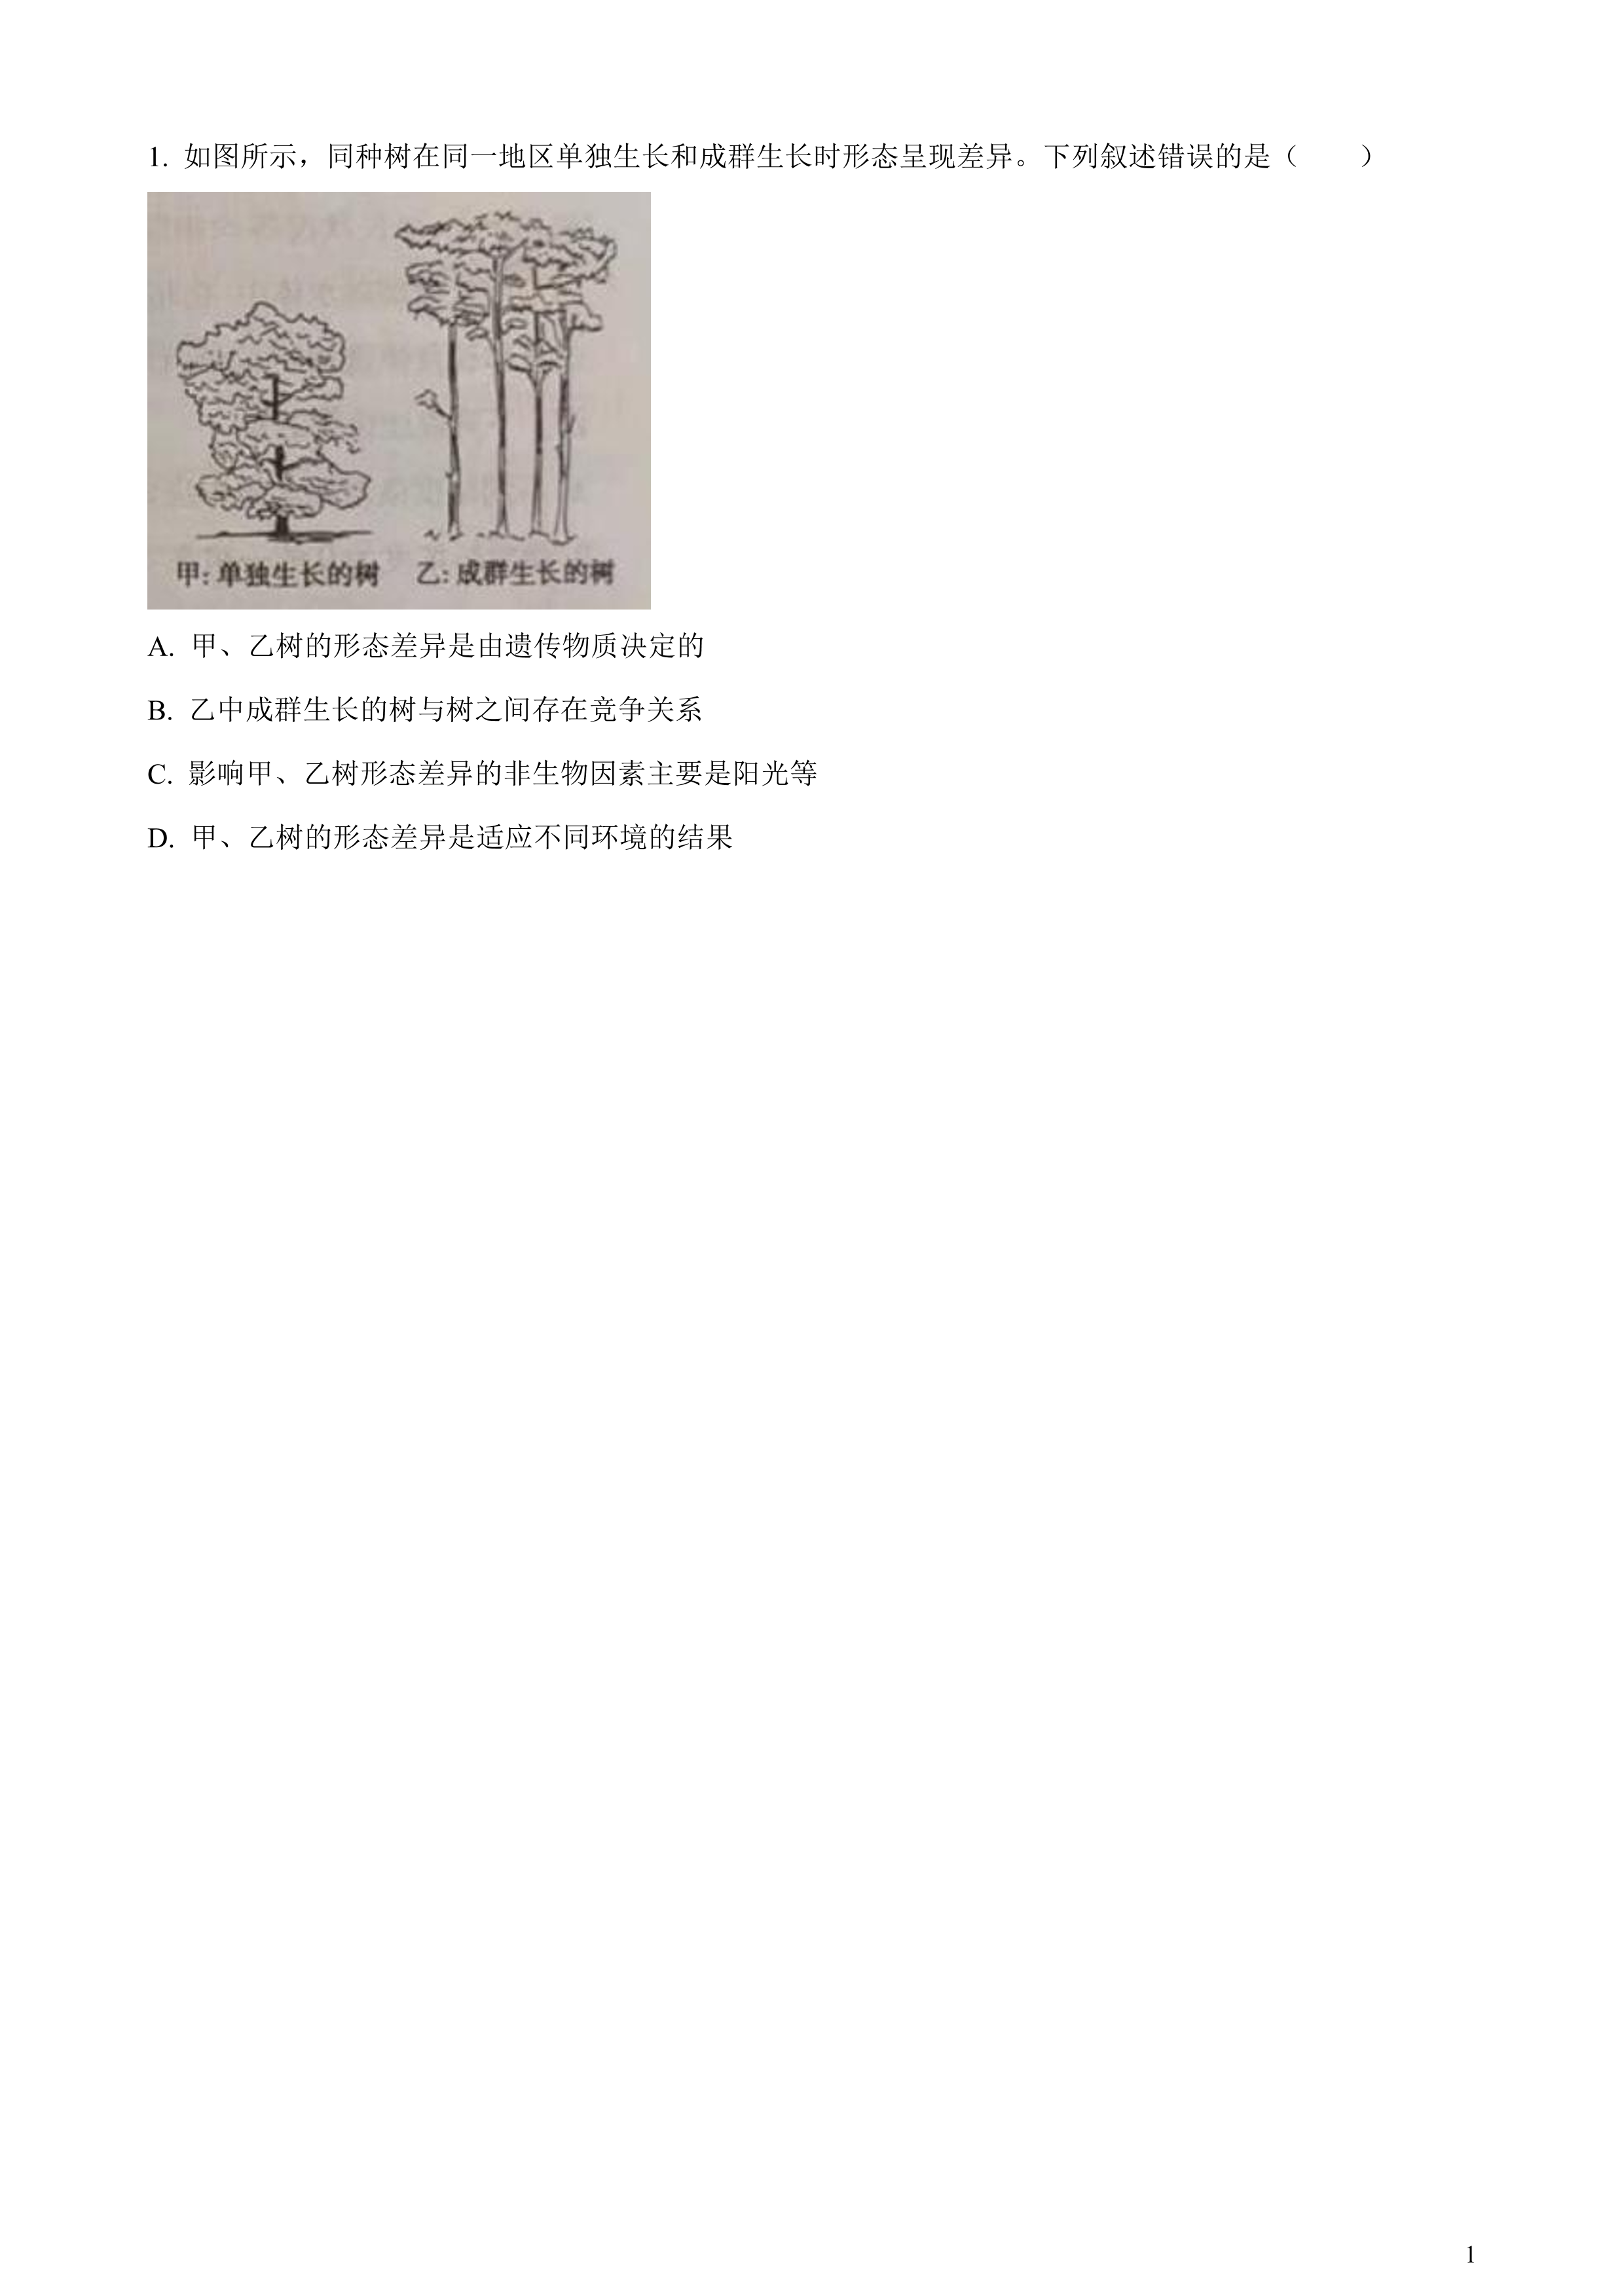 1. 如图所示，同种树在同一地区单独生长和成群生长时形态呈现差异。下列叙述错误的是（　　）
甲: 单独生长的树　乙: 成群生长的树
A. 甲、乙树的形态差异是由遗传物质决定的
B. 乙中成群生长的树与树之间存在竞争关系
C. 影响甲、乙树形态差异的非生物因素主要是阳光等
D. 甲、乙树的形态差异是适应不同环境的结果
1